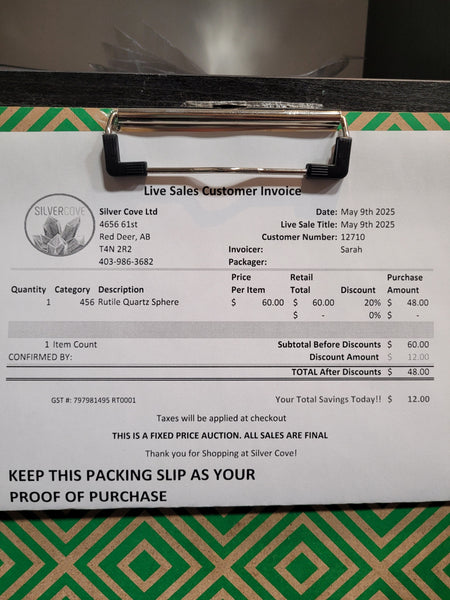 Live Sales Customer Invoice
SILVERCOVE
Silver Cove Ltd
4656 61st
Red Deer, AB
T4N 2R2
403-986-3682
Date: May 9th 2025
Live Sale Title: May 9th 2025
Customer Number: 12710
Invoicer: Sarah
Packager:
Quantity Category Description Price Per Item Retail Total Discount Purchase Amount
1 456 Rutile Quartz Sphere $ 60.00 $ 60.00 20% $ 48.00
$ - 0% $ -
1 Item Count Subtotal Before Discounts $ 60.00
CONFIRMED BY: Discount Amount $ 12.00
TOTAL After Discounts $ 48.00
GST #: 797981495 RT0001 Your Total Savings Today!! $ 12.00
Taxes will be applied at checkout
THIS IS A FIXED PRICE AUCTION. ALL SALES ARE FINAL
Thank you for Shopping at Silver Cove!
KEEP THIS PACKING SLIP AS YOUR
PROOF OF PURCHASE